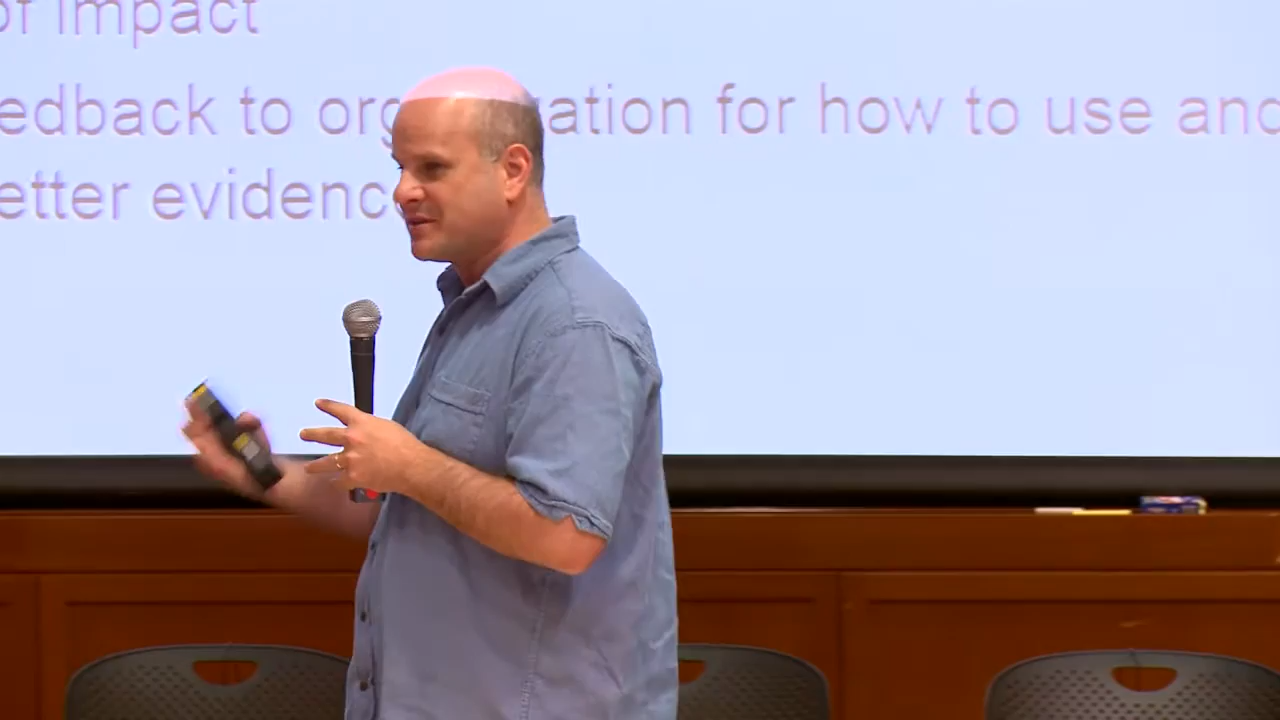 of impact
edback to org ation for how to use and
etter evidenc